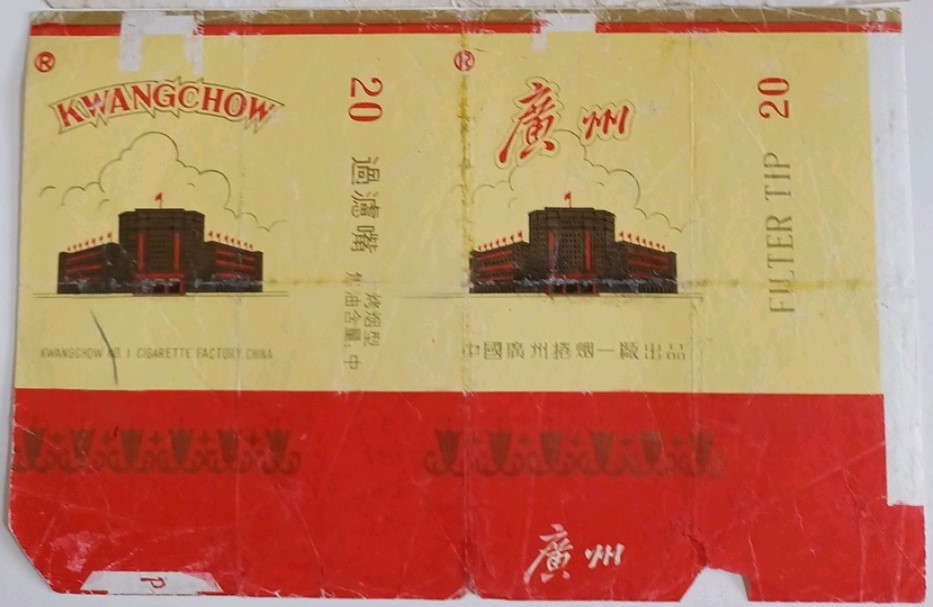 ®
KWANGCHOW
KWANGCHOW NO.1 CIGARETTE FACTORY, CHINA
20
過濾嘴
烤烟型
焦油含量:中
®
廣州
中國廣州捲烟一廠出品
廣州
20
FILTER TIP
P